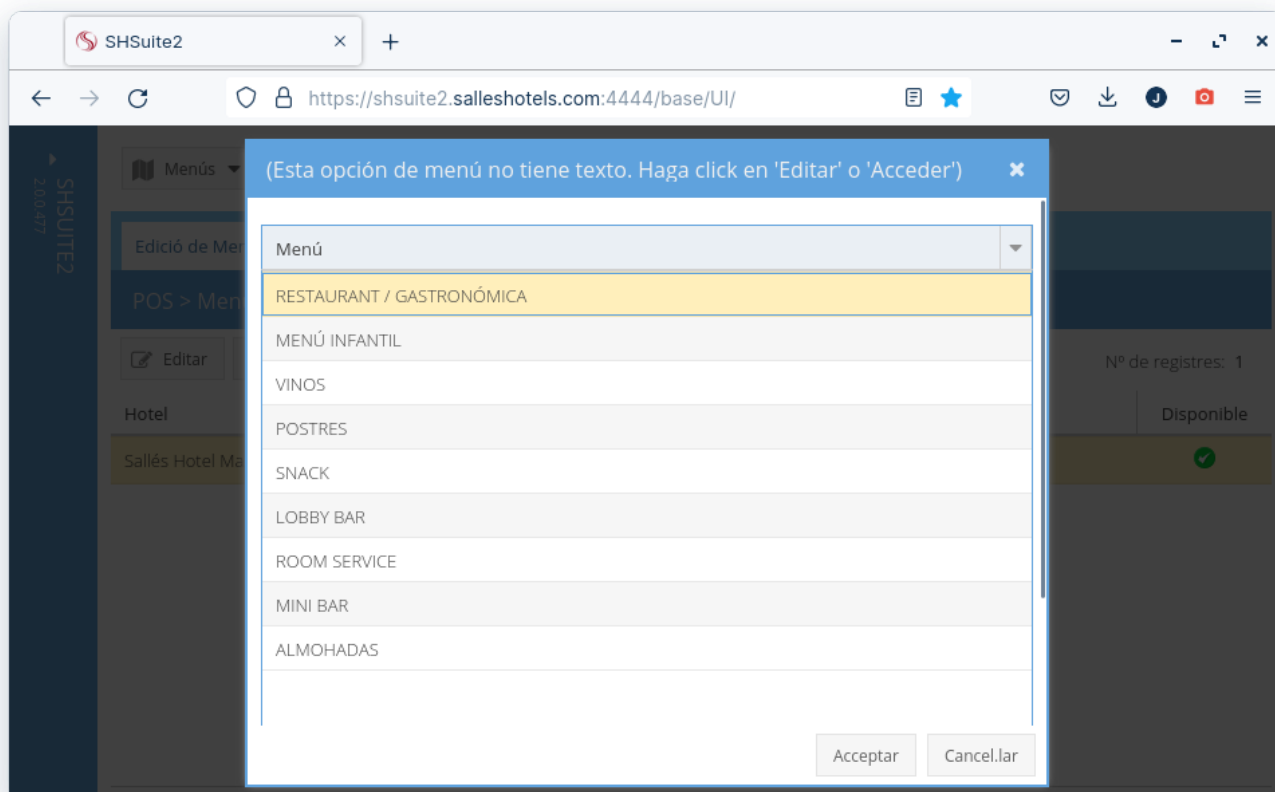 SHSuite2
https://shsuite2.salleshotels.com:4444/base/UI/
J
SHSUITE2
2.0.0.477
Menús
(Esta opción de menú no tiene texto. Haga click en 'Editar' o 'Acceder')
Edició de Me
POS > Men
Menú
RESTAURANT / GASTRONÓMICA
MENÚ INFANTIL
Editar
Nº de registres: 1
VINOS
Hotel
Disponible
POSTRES
Sallés Hotel Ma
SNACK
LOBBY BAR
ROOM SERVICE
MINI BAR
ALMOHADAS
Acceptar
Cancel.lar